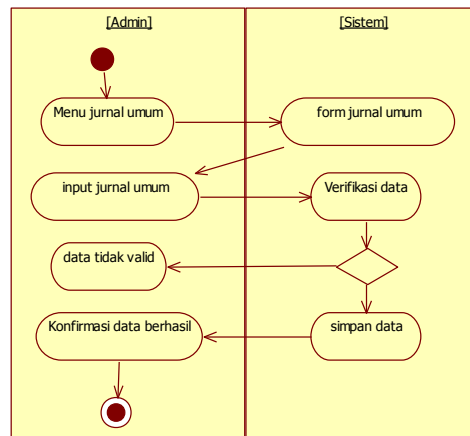 [Admin]
[Sistem]
Menu jurnal umum
form jurnal umum
input jurnal umum
Verifikasi data
data tidak valid
Konfirmasi data berhasil
simpan data